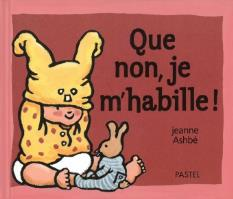 Que
non, je
m'habille !
jeanne
Ashbé
PASTEL